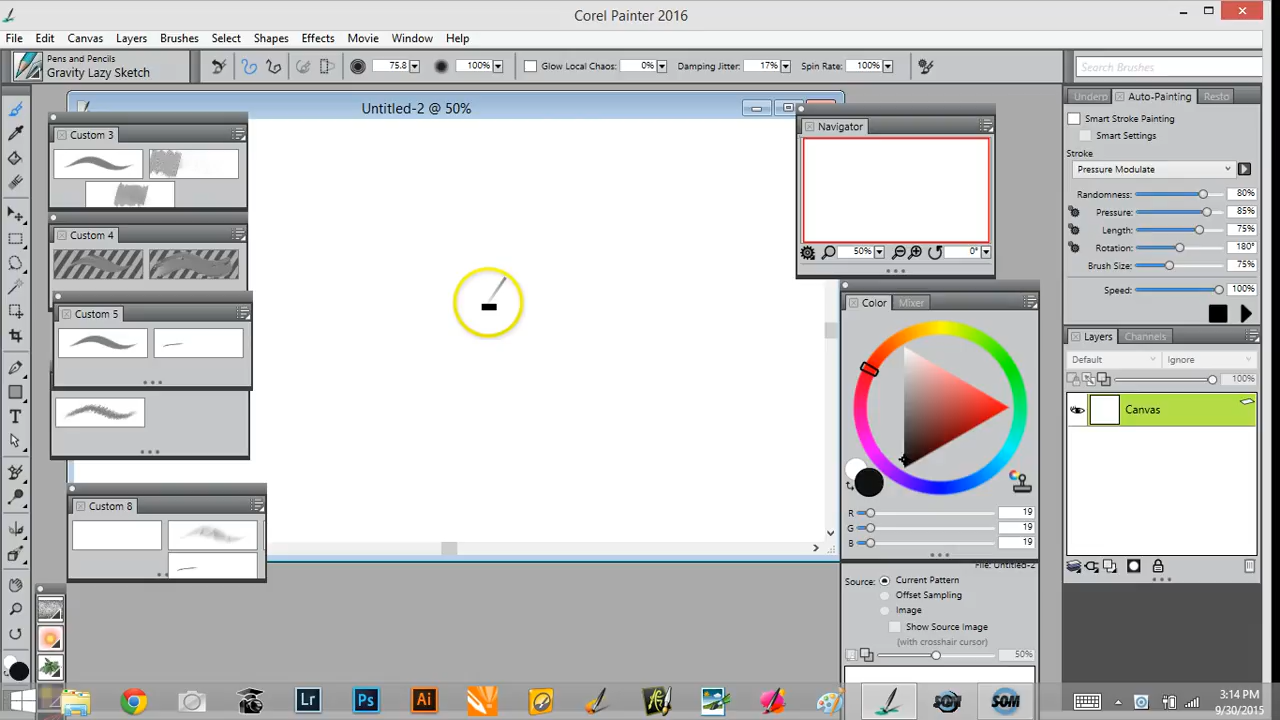 Corel Painter 2016
File Edit Canvas Layers Brushes Select Shapes Effects Movie Window Help
Pens and Pencils
Gravity Lazy Sketch
75.8
100%
Glow Local Chaos: 0%
Damping Jitter: 17%
Spin Rate: 100%
Search Brushes
Untitled-2 @ 50%
Custom 3
Custom 4
Custom 5
Custom 8
Navigator
50%
0°
Color Mixer
R 19
G 19
B 19
File: Untitled-2
Source: Current Pattern
Offset Sampling
Image
Show Source Image
(with crosshair cursor)
50%
Underp Auto-Painting Resto
Smart Stroke Painting
Smart Settings
Stroke
Pressure Modulate
Randomness: 80%
Pressure: 85%
Length: 75%
Rotation: 180°
Brush Size: 75%
Speed: 100%
Layers Channels
Default Ignore
100%
Canvas
T
Lr
Ps
Ai
SGM
SOM
3:14 PM
9/30/2015